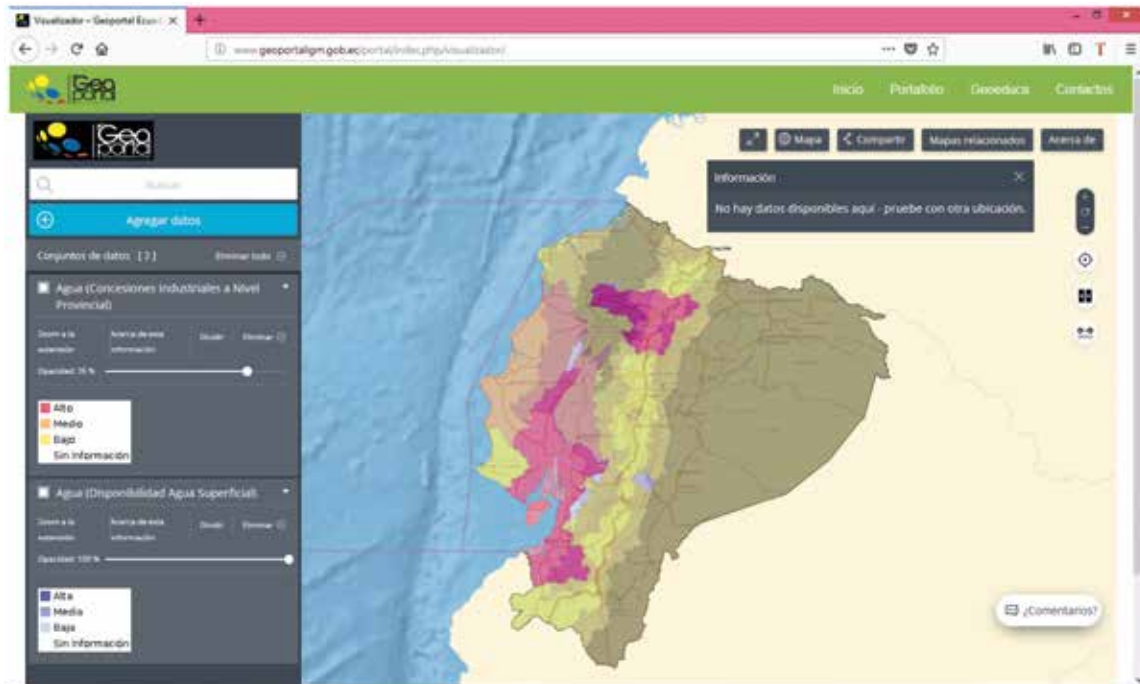 Visualizador - Geoportal Ecua
www.geoportaligm.gob.ec/portal/index.php/visualizador/
Geo portal
Inicio Portafolio Geoeduca Contactos
Geo portal
Buscar
Agregar datos
Conjuntos de datos Eliminar todo
Agua (Concesiones Industriales a Nivel
Provincial)
Zoom a la extensión Acerca de esta información Dividir Eliminar
Opacidad:
Alto
Medio
Bajo
Sin Información
Agua (Disponibilidad Agua Superficial)
Zoom a la extensión Acerca de esta información Dividir Eliminar
Opacidad: 100 %
Alta
Media
Baja
Sin Información
Mapa Compartir Mapas relacionados Acerca de
Información
No hay datos disponibles aquí - pruebe con otra ubicación.
¿Comentarios?